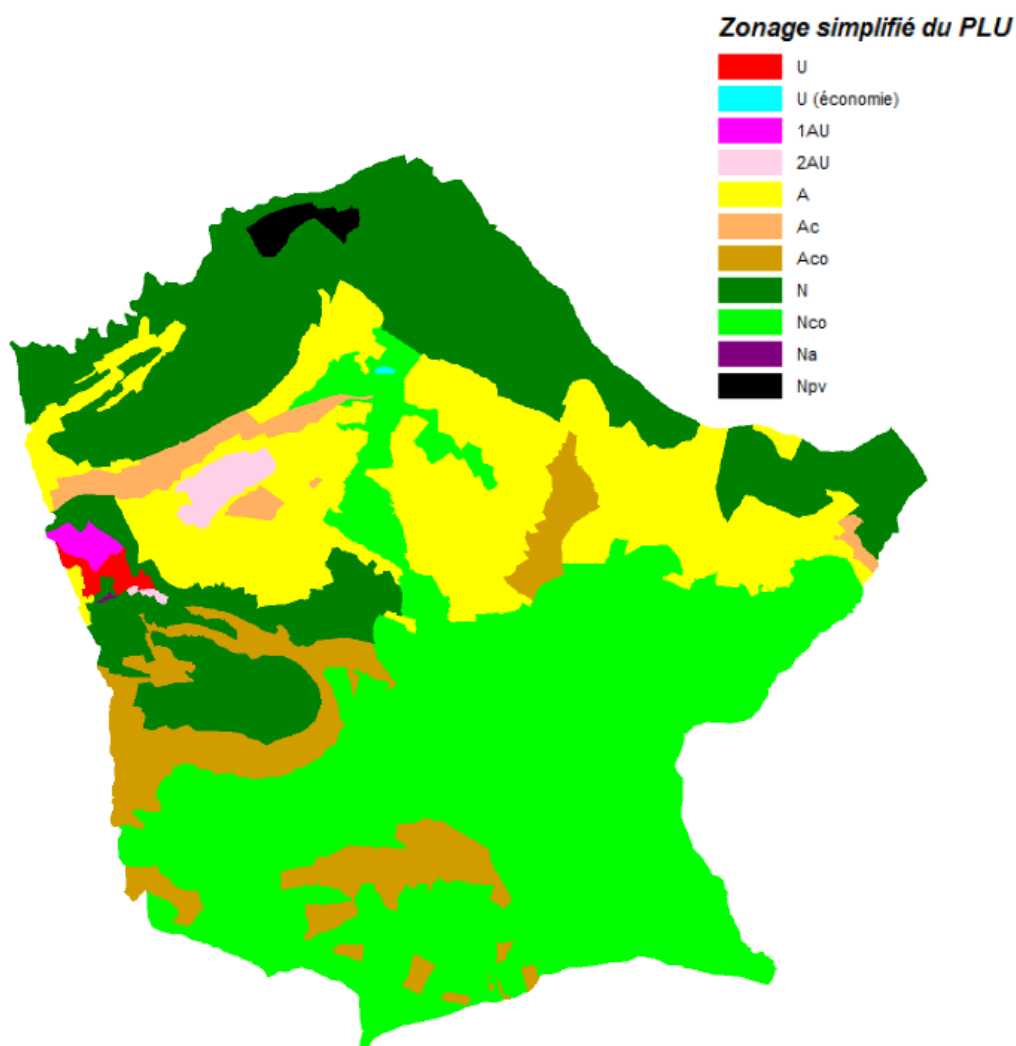 Zonage simplifié du PLU
U
U (économie)
1AU
2AU
A
Ac
Aco
N
Nco
Na
Npv